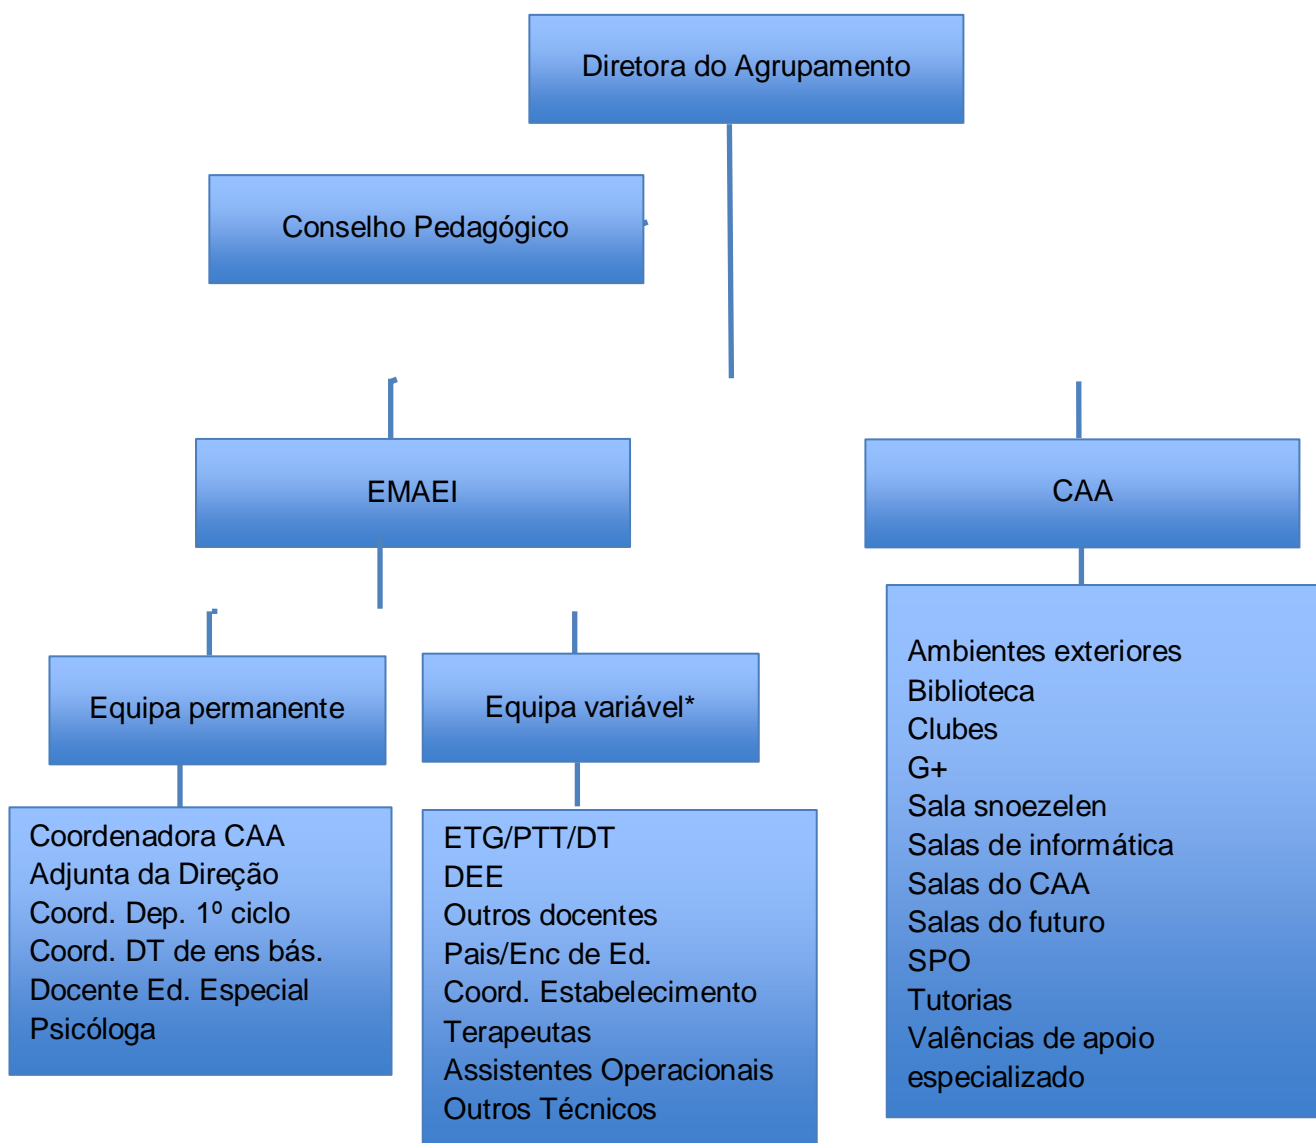 Diretora do Agrupamento
Conselho Pedagógico
EMAEI
CAA
Equipa permanente
Equipa variável*
Coordenadora CAA
Adjunta da Direção
Coord. Dep. 1º ciclo
Coord. DT de ens bás.
Docente Ed. Especial
Psicóloga
ETG/PTT/DT
DEE
Outros docentes
Pais/Enc de Ed.
Coord. Estabelecimento
Terapeutas
Assistentes Operacionais
Outros Técnicos
Ambientes exteriores
Biblioteca
Clubes
G+
Sala snoezelen
Salas de informática
Salas do CAA
Salas do futuro
SPO
Tutorias
Valências de apoio
especializado